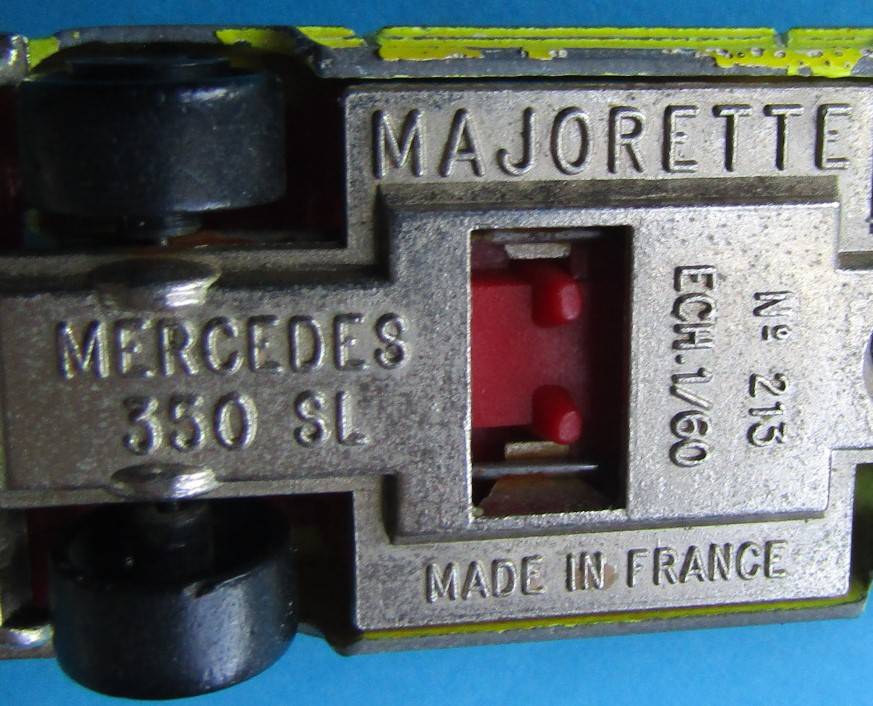 MAJORETTE
MERCEDES
350 SL
Nº 213
ECH. 1/60
MADE IN FRANCE